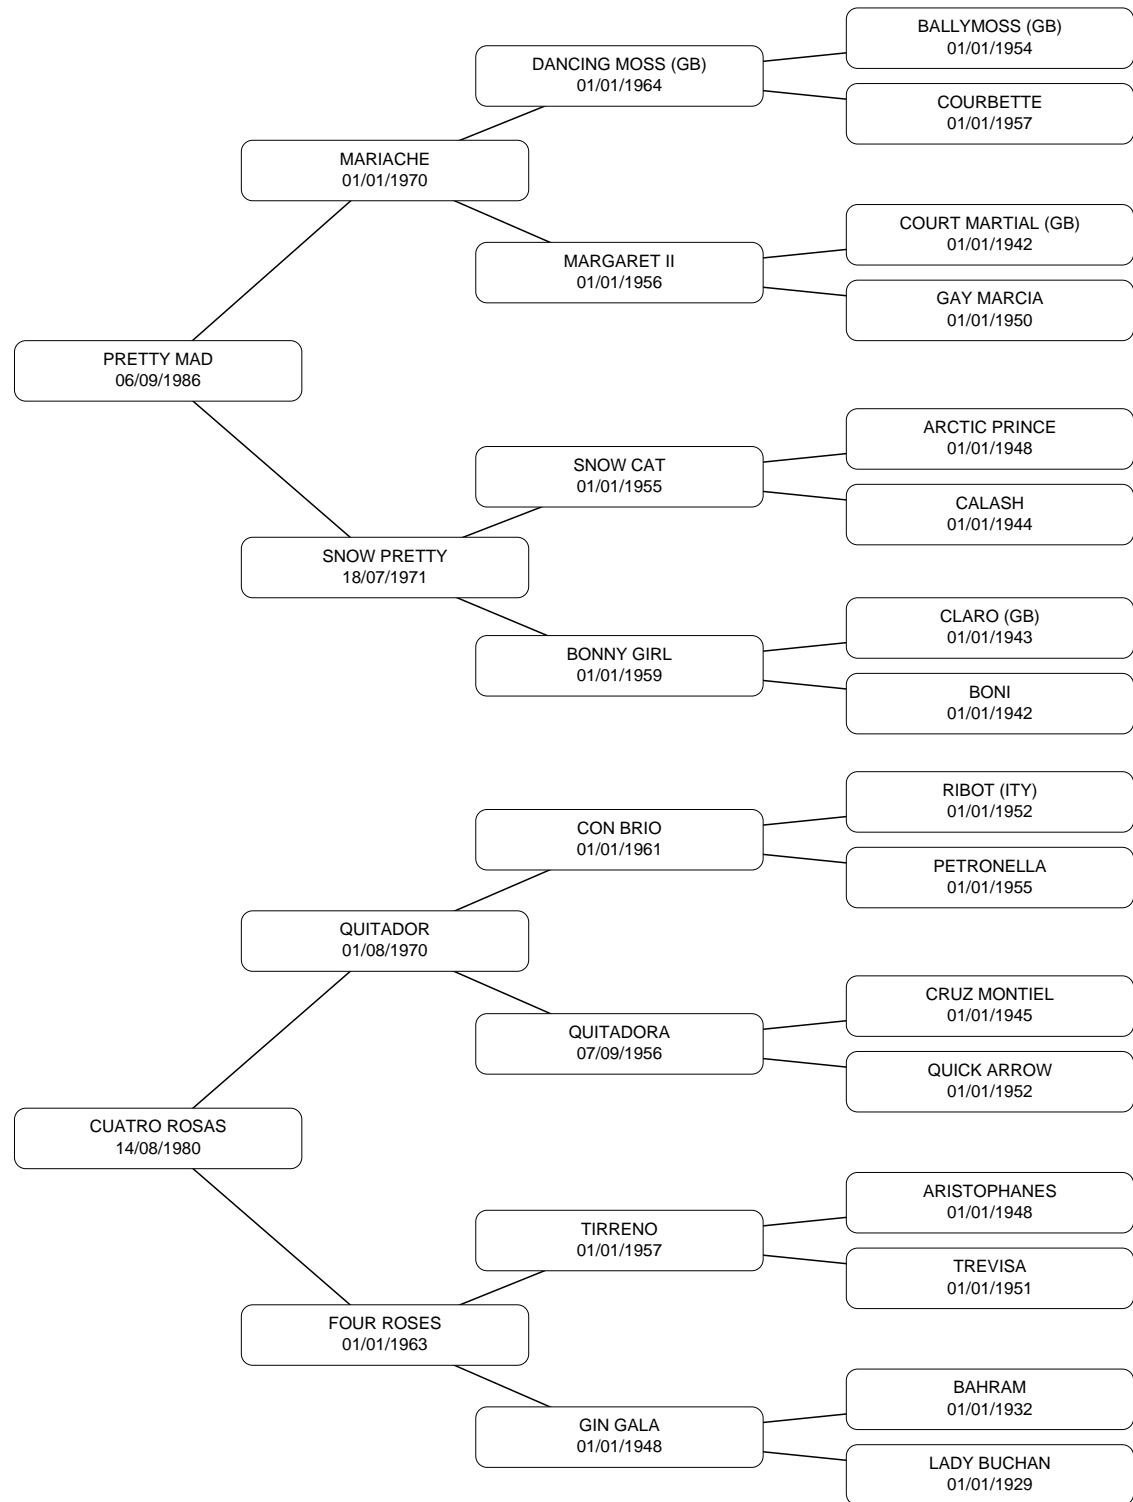 BALLYMOSS (GB)
01/01/1954
DANCING MOSS (GB)
01/01/1964
COURBETTE
01/01/1957
MARIACHE
01/01/1970
COURT MARTIAL (GB)
01/01/1942
MARGARET II
01/01/1956
GAY MARCIA
01/01/1950
PRETTY MAD
06/09/1986
ARCTIC PRINCE
01/01/1948
SNOW CAT
01/01/1955
CALASH
01/01/1944
SNOW PRETTY
18/07/1971
CLARO (GB)
01/01/1943
BONNY GIRL
01/01/1959
BONI
01/01/1942
RIBOT (ITY)
01/01/1952
CON BRIO
01/01/1961
PETRONELLA
01/01/1955
QUITADOR
01/08/1970
CRUZ MONTIEL
01/01/1945
QUITADORA
07/09/1956
QUICK ARROW
01/01/1952
CUATRO ROSAS
14/08/1980
ARISTOPHANES
01/01/1948
TIRRENO
01/01/1957
TREVISA
01/01/1951
FOUR ROSES
01/01/1963
BAHRAM
01/01/1932
GIN GALA
01/01/1948
LADY BUCHAN
01/01/1929